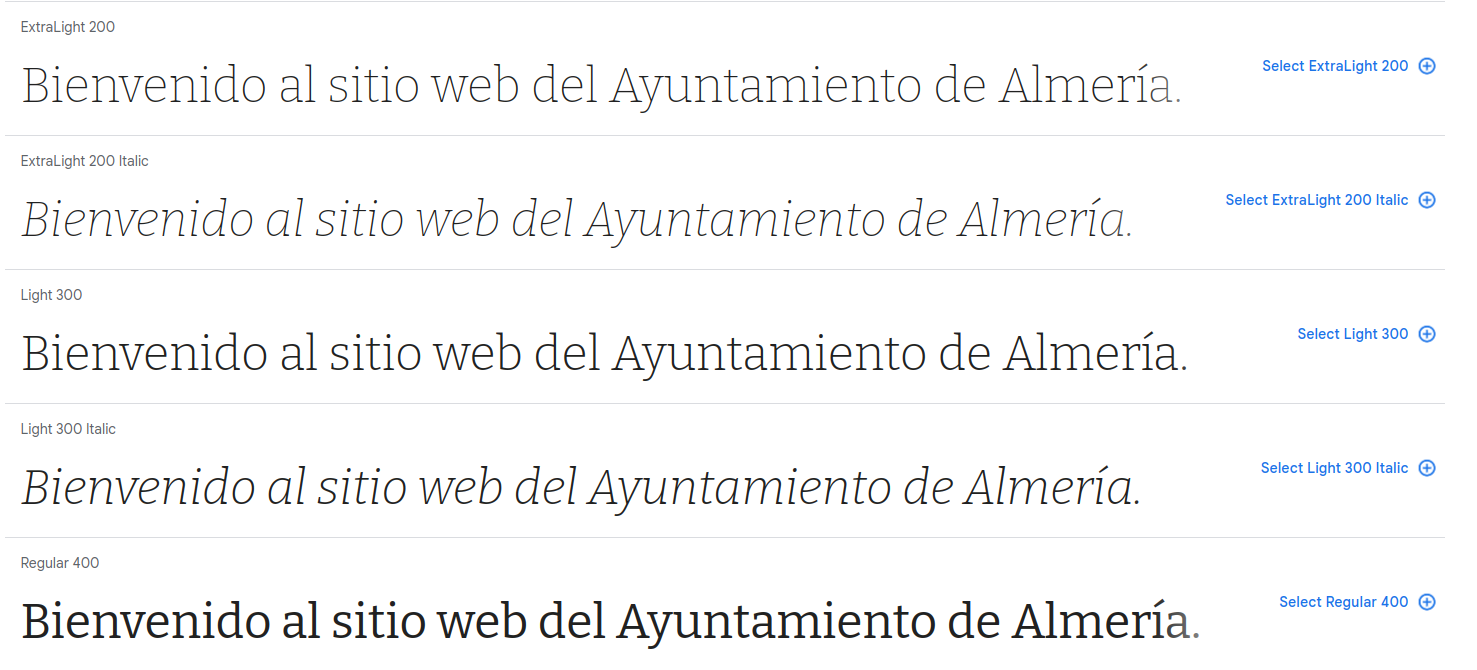 ExtraLight 200
Bienvenido al sitio web del Ayuntamiento de Almería.
Select ExtraLight 200
ExtraLight 200 Italic
Bienvenido al sitio web del Ayuntamiento de Almería.
Select ExtraLight 200 Italic
Light 300
Bienvenido al sitio web del Ayuntamiento de Almería.
Select Light 300
Light 300 Italic
Bienvenido al sitio web del Ayuntamiento de Almería.
Select Light 300 Italic
Regular 400
Bienvenido al sitio web del Ayuntamiento de Almería.
Select Regular 400